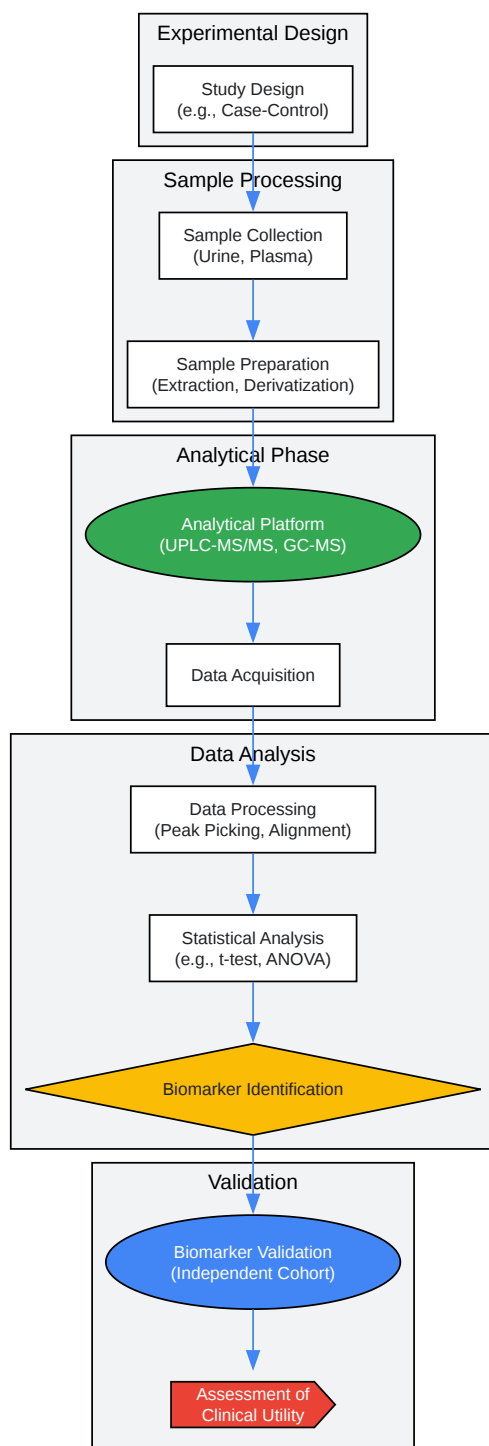 Experimental Design
Study Design
(e.g., Case-Control)
Sample Processing
Sample Collection
(Urine, Plasma)
Sample Preparation
(Extraction, Derivatization)
Analytical Phase
Analytical Platform
(UPLC-MS/MS, GC-MS)
Data Acquisition
Data Analysis
Data Processing
(Peak Picking, Alignment)
Statistical Analysis
(e.g., t-test, ANOVA)
Biomarker Identification
Validation
Biomarker Validation
(Independent Cohort)
Assessment of
Clinical Utility